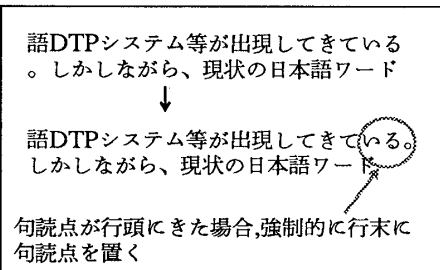 語DTPシステム等が出現してきている
。しかしながら、現状の日本語ワード
↓
語DTPシステム等が出現してきている。
しかしながら、現状の日本語ワード
句読点が行頭にきた場合,強制的に行末に
句読点を置く